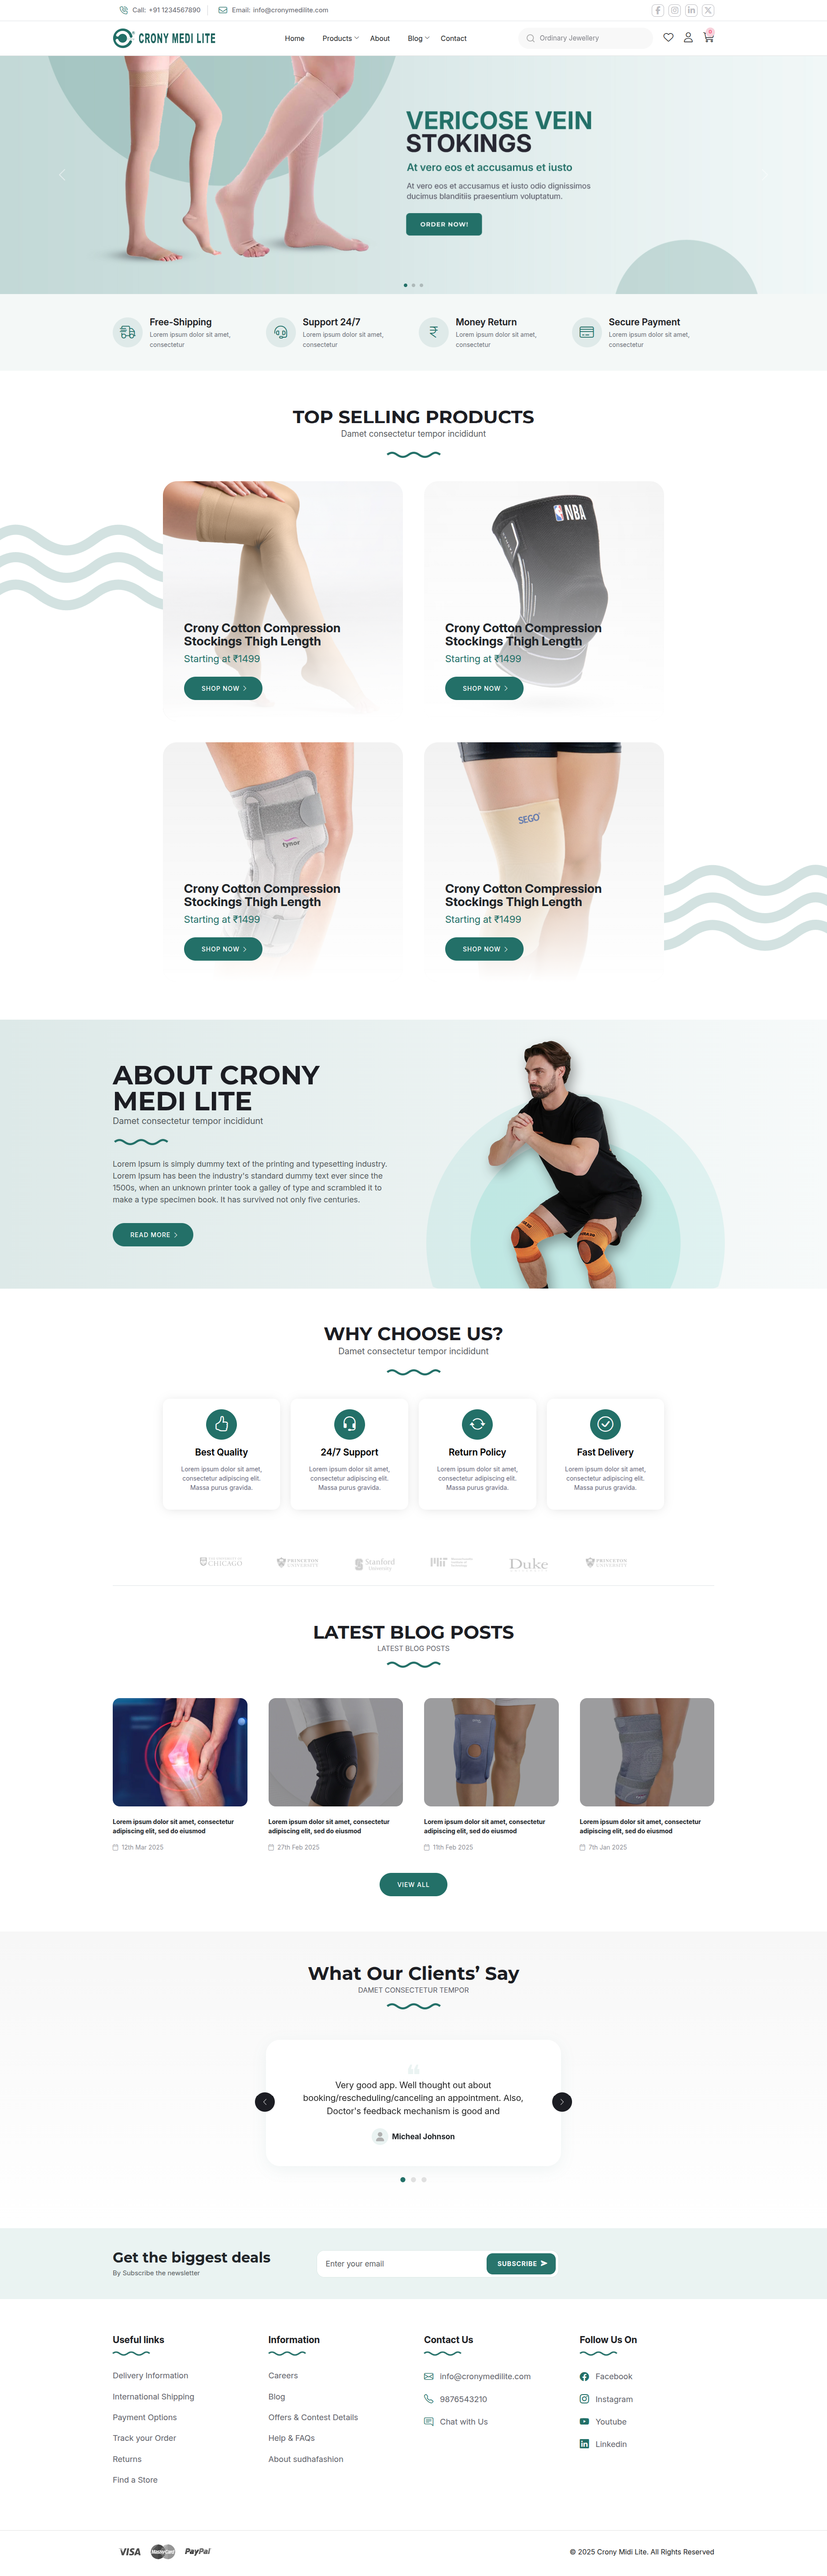 Call: +91 1234567890
Email: info@cronymedilite.com
CRONY MEDI LITE
Home
Products
About
Blog
Contact
Ordinary Jewellery
0
VERICOSE VEIN
STOKINGS
At vero eos et accusamus et iusto
At vero eos et accusamus et iusto odio dignissimos
ducimus blanditiis praesentium voluptatum.
ORDER NOW!
Free-Shipping
Lorem ipsum dolor sit amet,
consectetur
Support 24/7
Lorem ipsum dolor sit amet,
consectetur
Money Return
Lorem ipsum dolor sit amet,
consectetur
Secure Payment
Lorem ipsum dolor sit amet,
consectetur
TOP SELLING PRODUCTS
Damet consectetur tempor incididunt
Crony Cotton Compression
Stockings Thigh Length
Starting at ₹1499
SHOP NOW
NBA
Crony Cotton Compression
Stockings Thigh Length
Starting at ₹1499
SHOP NOW
tynor
Crony Cotton Compression
Stockings Thigh Length
Starting at ₹1499
SHOP NOW
SEGO
Crony Cotton Compression
Stockings Thigh Length
Starting at ₹1499
SHOP NOW
ABOUT CRONY
MEDI LITE
Damet consectetur tempor incididunt
Lorem Ipsum is simply dummy text of the printing and typesetting industry.
Lorem Ipsum has been the industry's standard dummy text ever since the
1500s, when an unknown printer took a galley of type and scrambled it to
make a type specimen book. It has survived not only five centuries.
READ MORE
WHY CHOOSE US?
Damet consectetur tempor incididunt
Best Quality
Lorem ipsum dolor sit amet,
consectetur adipiscing elit.
Massa purus gravida.
24/7 Support
Lorem ipsum dolor sit amet,
consectetur adipiscing elit.
Massa purus gravida.
Return Policy
Lorem ipsum dolor sit amet,
consectetur adipiscing elit.
Massa purus gravida.
Fast Delivery
Lorem ipsum dolor sit amet,
consectetur adipiscing elit.
Massa purus gravida.
CHICAGO
PRINCETON
UNIVERSITY
Stanford
University
Duke
PRINCETON
UNIVERSITY
LATEST BLOG POSTS
LATEST BLOG POSTS
Lorem ipsum dolor sit amet, consectetur
adipiscing elit, sed do eiusmod
12th Mar 2025
Lorem ipsum dolor sit amet, consectetur
adipiscing elit, sed do eiusmod
27th Feb 2025
Lorem ipsum dolor sit amet, consectetur
adipiscing elit, sed do eiusmod
11th Feb 2025
Lorem ipsum dolor sit amet, consectetur
adipiscing elit, sed do eiusmod
7th Jan 2025
VIEW ALL
What Our Clients’ Say
DAMET CONSECTETUR TEMPOR
Very good app. Well thought out about
booking/rescheduling/canceling an appointment. Also,
Doctor's feedback mechanism is good and
Micheal Johnson
Get the biggest deals
By Subscribe the newsletter
Enter your email
SUBSCRIBE
Useful links
Delivery Information
International Shipping
Payment Options
Track your Order
Returns
Find a Store
Information
Careers
Blog
Offers & Contest Details
Help & FAQs
About sudhafashion
Contact Us
info@cronymedilite.com
9876543210
Chat with Us
Follow Us On
Facebook
Instagram
Youtube
Linkedin
VISA
MasterCard
PayPal
© 2025 Crony Midi Lite. All Rights Reserved